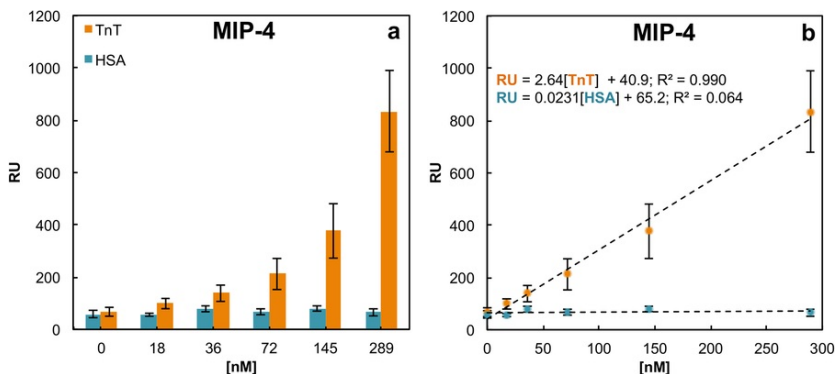 MIP-4
a
TnT
HSA
RU
1200
1000
800
600
400
200
0
0 18 36 72 145 289
[nM]
MIP-4
b
RU = 2.64[TnT] + 40.9; R² = 0.990
RU = 0.0231[HSA] + 65.2; R² = 0.064
RU
1200
1000
800
600
400
200
0
0 50 100 150 200 250 300
[nM]